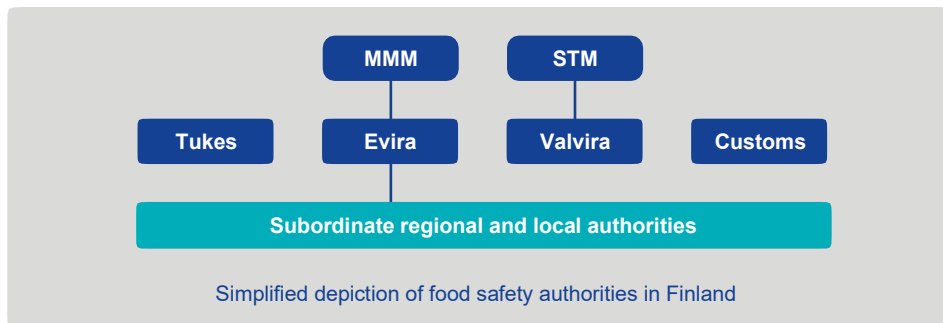 MMM
STM
Tukes
Evira
Valvira
Customs
Subordinate regional and local authorities
Simplified depiction of food safety authorities in Finland